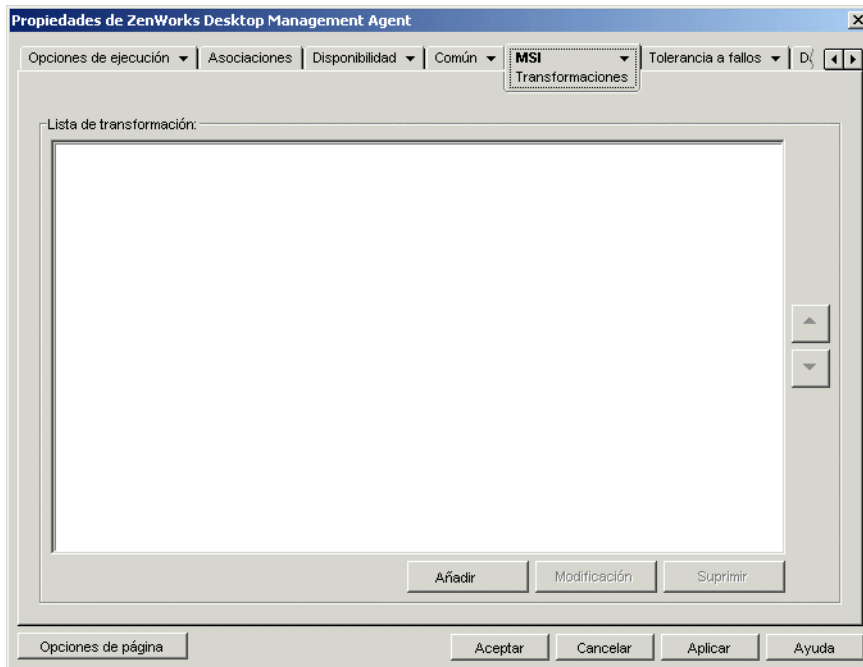 Propiedades de ZenWorks Desktop Management Agent
Opciones de ejecución Asociaciones Disponibilidad Común MSI Tolerancia a fallos
Transformaciones
Lista de transformación:
Añadir Modificación Suprimir
Opciones de página Aceptar Cancelar Aplicar Ayuda